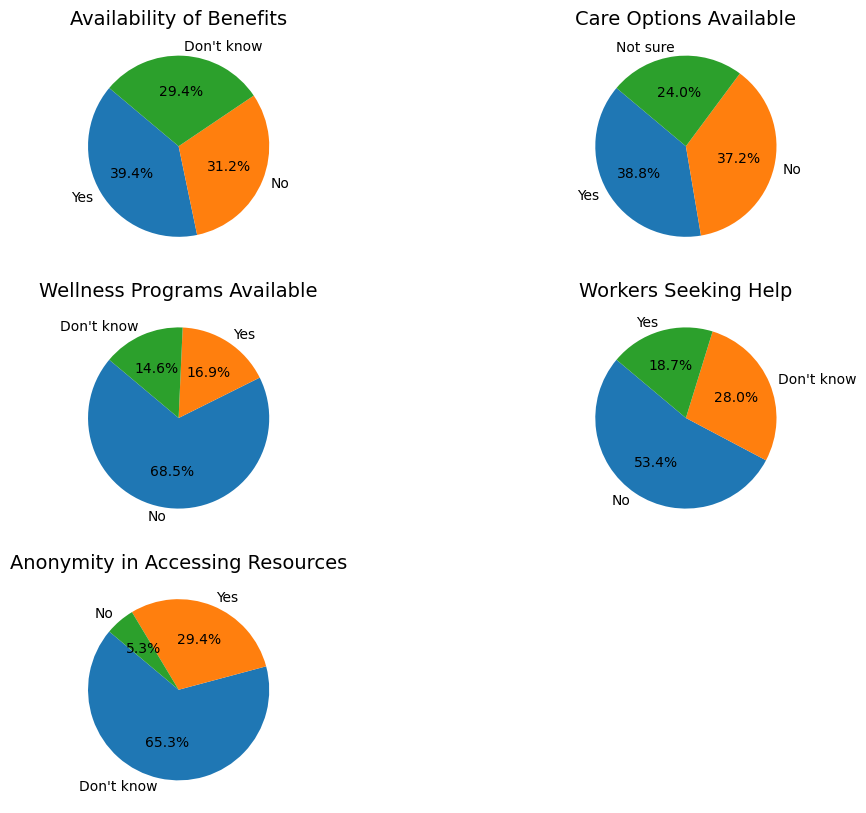 Availability of Benefits
Don't know
29.4%
39.4%
31.2%
Yes
No
Care Options Available
Not sure
24.0%
38.8%
37.2%
Yes
No
Wellness Programs Available
Don't know
Yes
14.6%
16.9%
68.5%
No
Workers Seeking Help
Yes
18.7%
Don't know
28.0%
53.4%
No
Anonymity in Accessing Resources
Yes
No
29.4%
5.3%
65.3%
Don't know